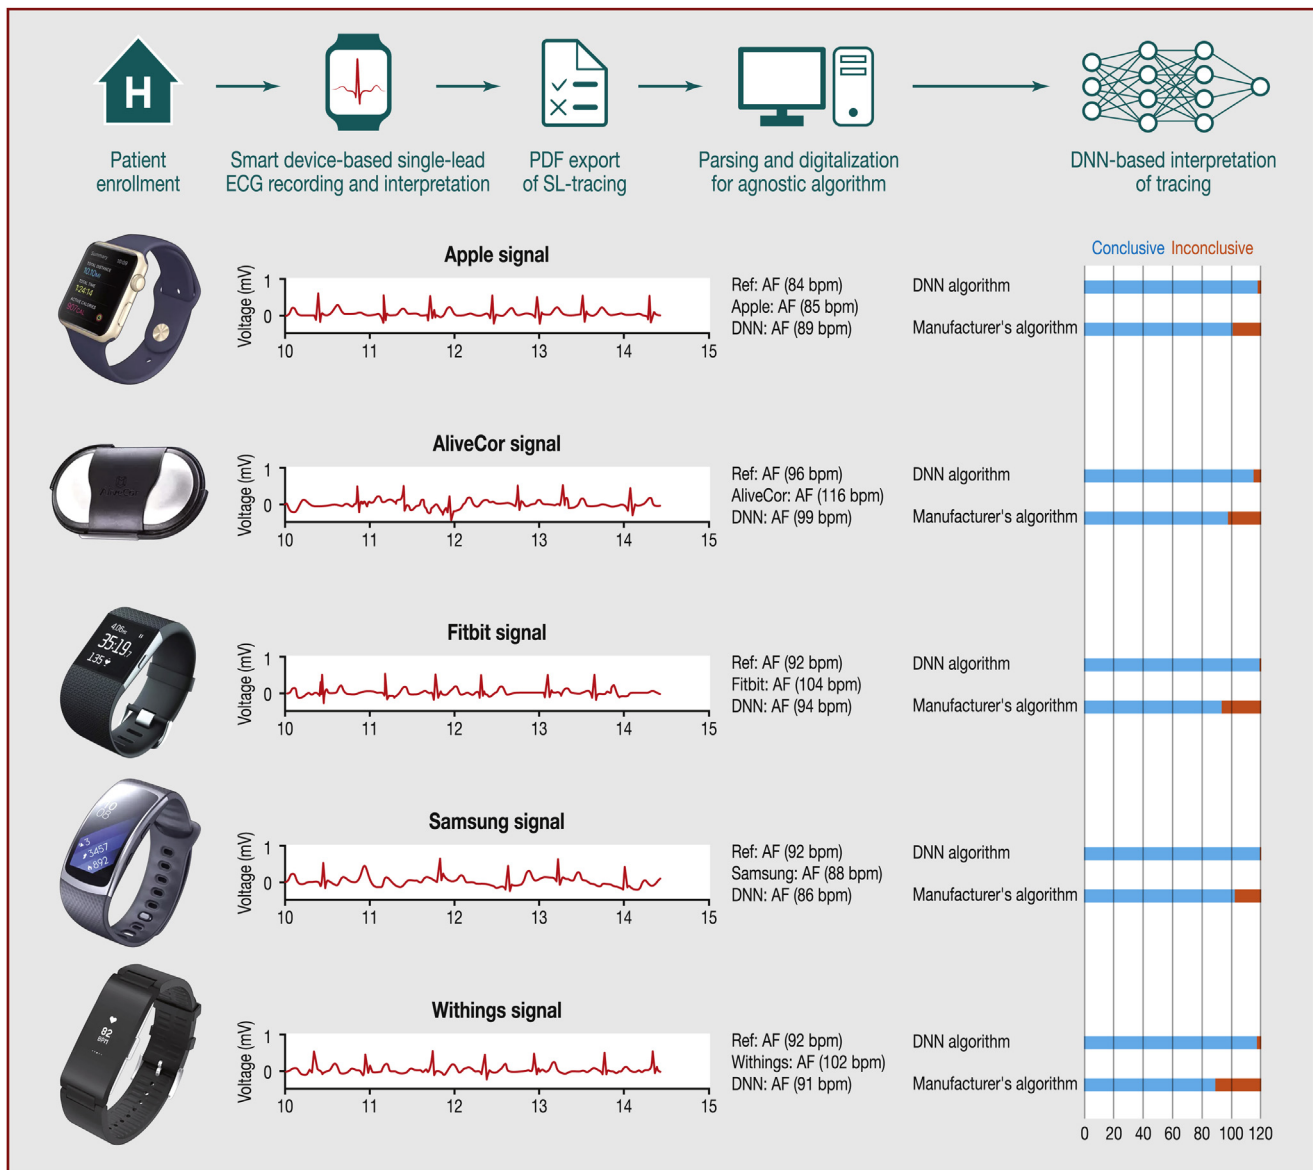 H
Patient
enrollment
Smart device-based single-lead
ECG recording and interpretation
PDF export
of SL-tracing
Parsing and digitalization
for agnostic algorithm
DNN-based interpretation
of tracing
Conclusive Inconclusive
Apple signal
Voltage (mV)
1
0
10 11 12 13 14 15
Ref: AF (84 bpm)
Apple: AF (85 bpm)
DNN: AF (89 bpm)
DNN algorithm
Manufacturer's algorithm
AliveCor signal
Voltage (mV)
1
0
10 11 12 13 14 15
Ref: AF (96 bpm)
AliveCor: AF (116 bpm)
DNN: AF (99 bpm)
DNN algorithm
Manufacturer's algorithm
4:06
35:19
135
Fitbit signal
Voltage (mV)
1
0
10 11 12 13 14 15
Ref: AF (92 bpm)
Fitbit: AF (104 bpm)
DNN: AF (94 bpm)
DNN algorithm
Manufacturer's algorithm
3457
892
Samsung signal
Voltage (mV)
1
0
10 11 12 13 14 15
Ref: AF (92 bpm)
Samsung: AF (88 bpm)
DNN: AF (86 bpm)
DNN algorithm
Manufacturer's algorithm
82
BPM
Withings signal
Voltage (mV)
1
0
10 11 12 13 14 15
Ref: AF (92 bpm)
Withings: AF (102 bpm)
DNN: AF (91 bpm)
DNN algorithm
Manufacturer's algorithm
0 20 40 60 80 100 120